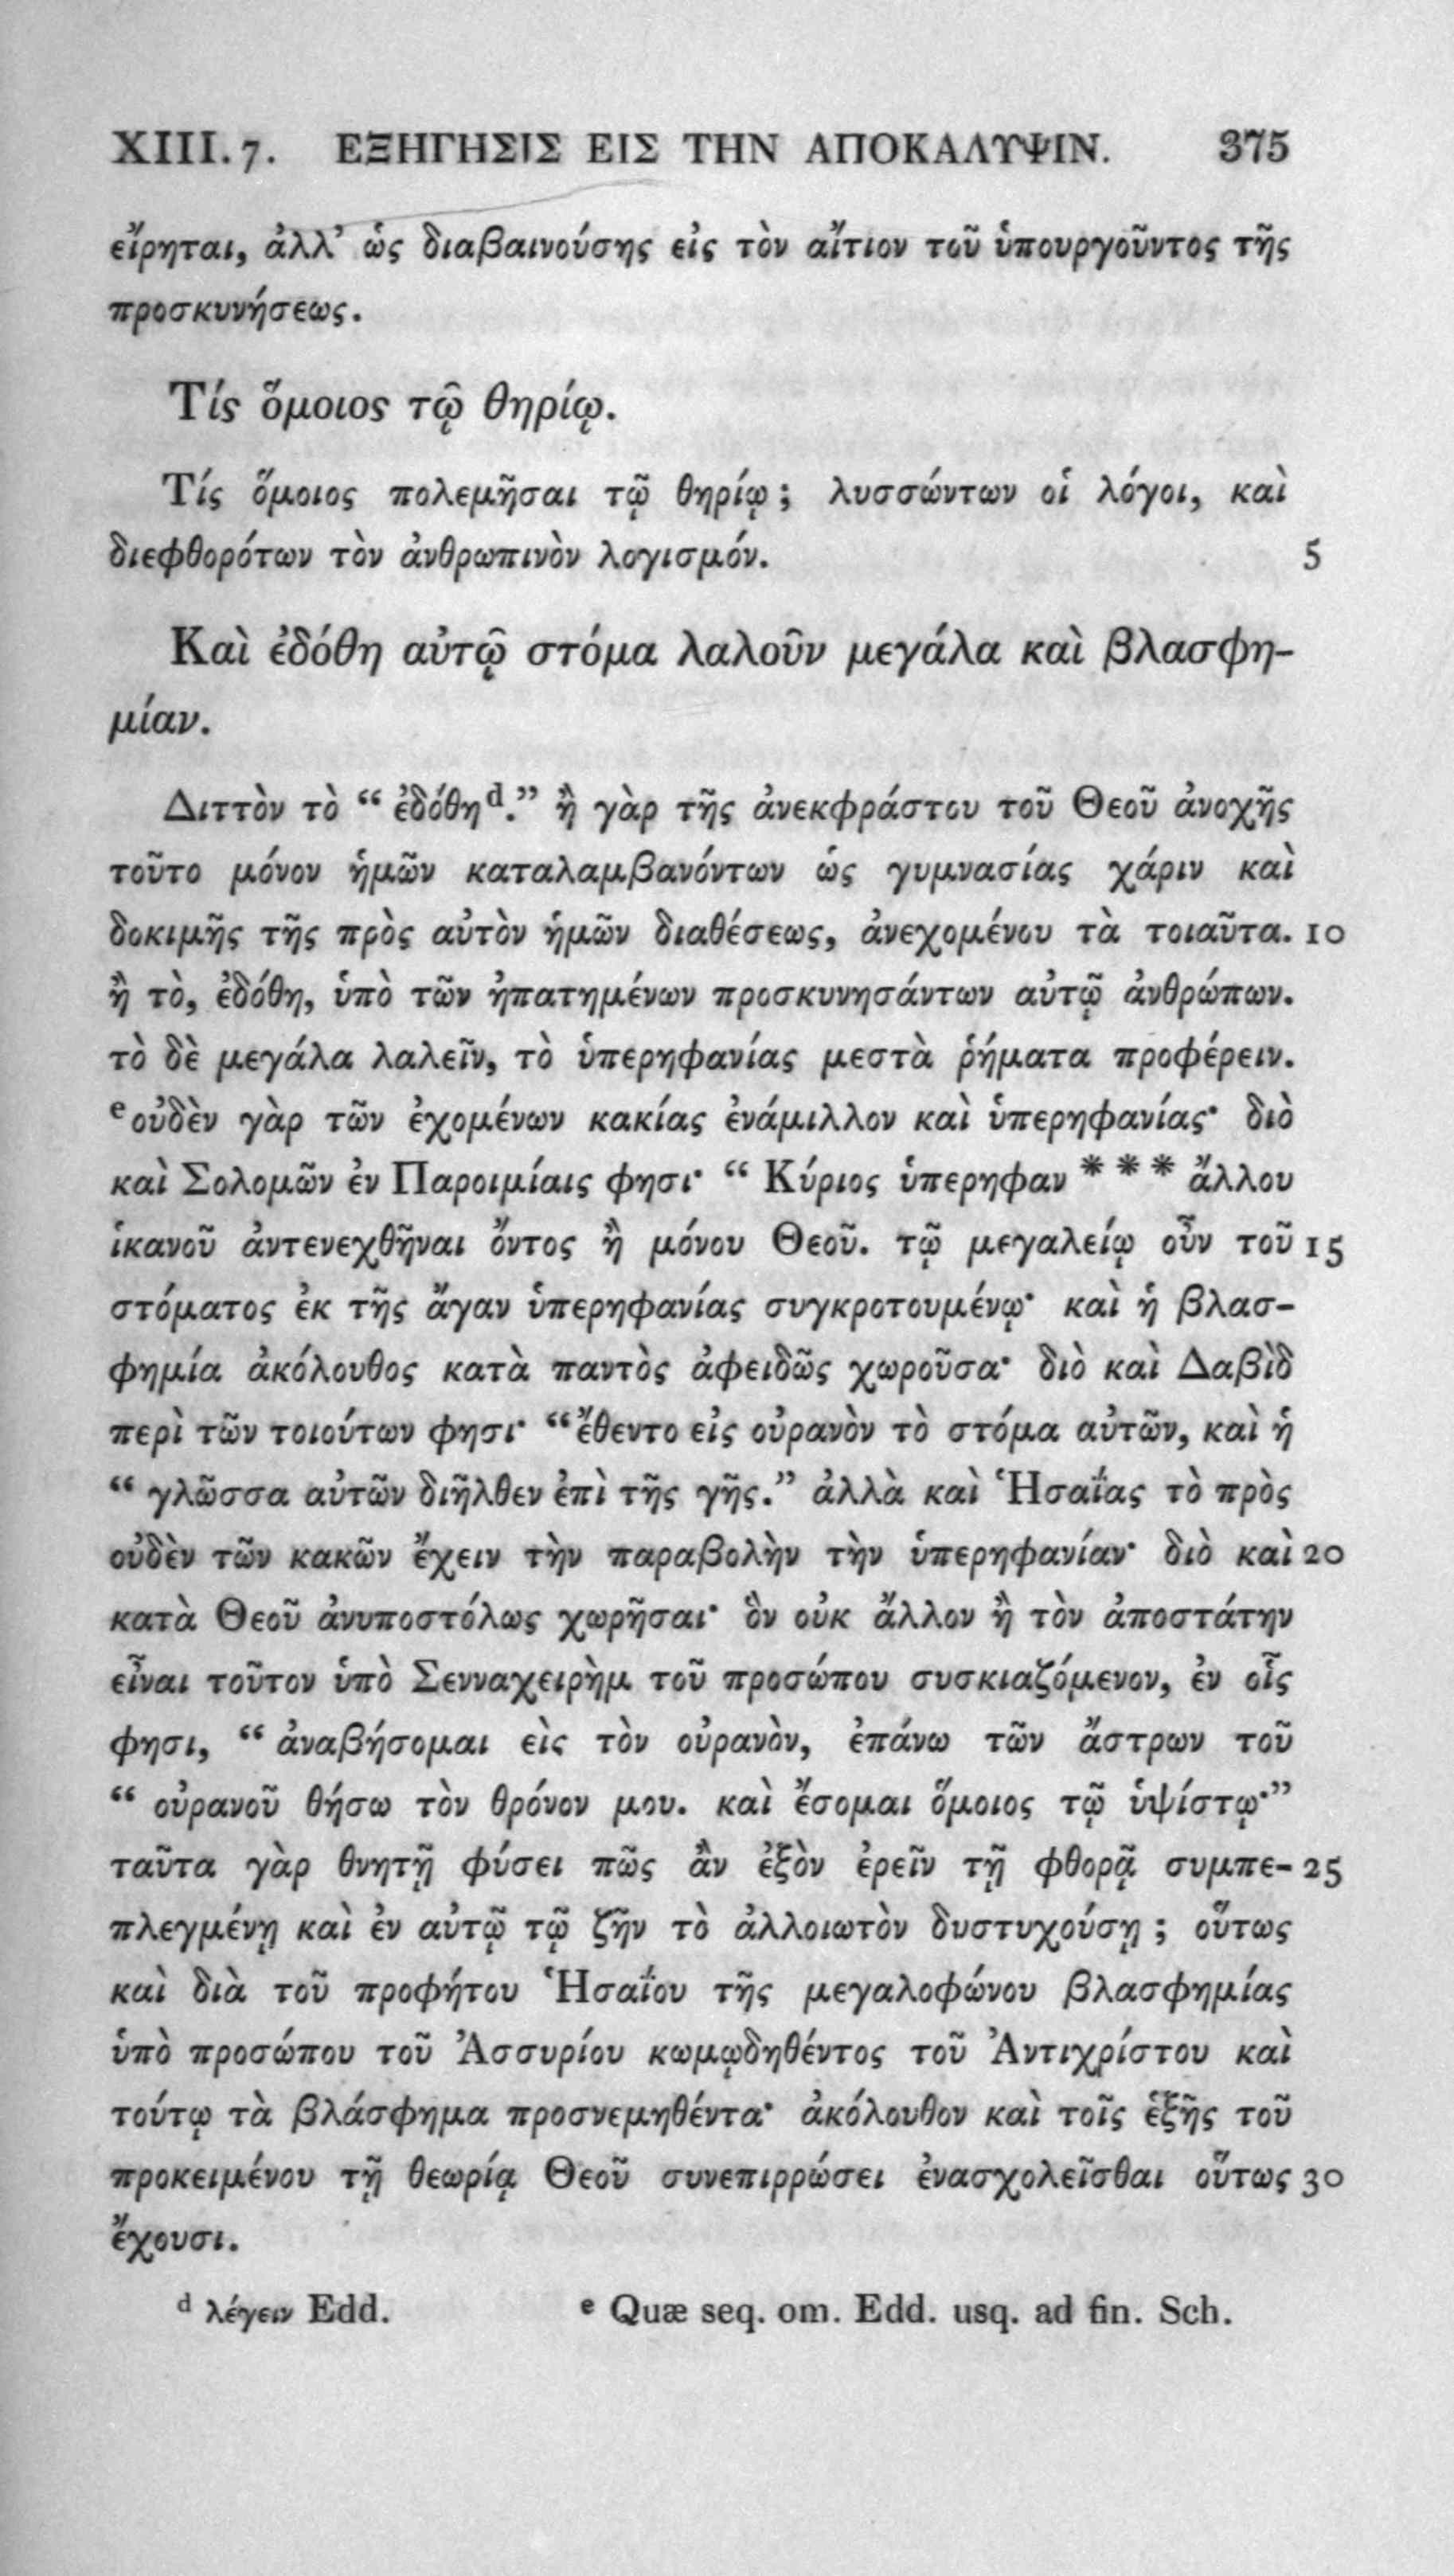 XIII. 7. ΕΞΗΓΗΣΙΣ ΕΙΣ ΤΗΝ ΑΠΟΚΑΛΥΨΙΝ. 375
εἴρηται, ἀλλ’ ὡς διαβαινούσης εἰς τὸν αἴτιον τοῦ ὑπουργοῦντος τῆς
προσκυνήσεως.
Τίς ὅμοιος τῷ θηρίῳ.
Τίς ὅμοιος πολεμῆσαι τῷ θηρίῳ; λυσσώντων οἱ λόγοι, καὶ
διεφθορότων τὸν ἀνθρωπινὸν λογισμόν. 5
Καὶ ἐδόθη αὐτῷ στόμα λαλοῦν μεγάλα καὶ βλασφη-
μίαν.
Διττὸν τὸ “ ἐδόθηᵈ.” ἢ γὰρ τῆς ἀνεκφράστου τοῦ Θεοῦ ἀνοχῆς
τοῦτο μόνον ἡμῶν καταλαμβανόντων ὡς γυμνασίας χάριν καὶ
δοκιμῆς τῆς πρὸς αὐτὸν ἡμῶν διαθέσεως, ἀνεχομένου τὰ τοιαῦτα. 10
ἢ τὸ, ἐδόθη, ὑπὸ τῶν ἠπατημένων προσκυνησάντων αὐτῷ ἀνθρώπων.
τὸ δὲ μεγάλα λαλεῖν, τὸ ὑπερηφανίας μεστὰ ῥήματα προφέρειν.
ᵉ οὐδὲν γὰρ τῶν ἐχομένων κακίας ἐνάμιλλον καὶ ὑπερηφανίας· διὸ
καὶ Σολομῶν ἐν Παροιμίαις φησι· “ Κύριος ὑπερηφαν * * * ἄλλου
ἱκανοῦ ἀντενεχθῆναι ὄντος ἢ μόνου Θεοῦ. τῷ μεγαλείῳ οὖν τοῦ 15
στόματος ἐκ τῆς ἄγαν ὑπερηφανίας συγκροτουμένῳ· καὶ ἡ βλασ-
φημία ἀκόλουθος κατὰ παντὸς ἀφειδῶς χωροῦσα· διὸ καὶ Δαβὶδ
περὶ τῶν τοιούτων φησι· “ ἔθεντο εἰς οὐρανὸν τὸ στόμα αὐτῶν, καὶ ἡ
“ γλῶσσα αὐτῶν διῆλθεν ἐπὶ τῆς γῆς.” ἀλλὰ καὶ Ἡσαΐας τὸ πρὸς
οὐδὲν τῶν κακῶν ἔχειν τὴν παραβολὴν τὴν ὑπερηφανίαν· διὸ καὶ 20
κατὰ Θεοῦ ἀνυποστόλως χωρῆσαι· ὃν οὐκ ἄλλον ἢ τὸν ἀποστάτην
εἶναι τοῦτον ὑπὸ Σενναχειρὴμ τοῦ προσώπου συσκιαζόμενον, ἐν οἷς
φησι, “ ἀναβήσομαι εἰς τὸν οὐρανὸν, ἐπάνω τῶν ἄστρων τοῦ
“ οὐρανοῦ θήσω τὸν θρόνον μου. καὶ ἔσομαι ὅμοιος τῷ ὑψίστῳ·”
ταῦτα γὰρ θνητῇ φύσει πῶς ἂν ἐξὸν ἐρεῖν τῇ φθορᾷ συμπε- 25
πλεγμένῃ καὶ ἐν αὐτῷ τῷ ζῆν τὸ ἀλλοιωτὸν δυστυχούσῃ; οὕτως
καὶ διὰ τοῦ προφήτου Ἡσαΐου τῆς μεγαλοφώνου βλασφημίας
ὑπὸ προσώπου τοῦ Ἀσσυρίου κωμῳδηθέντος τοῦ Ἀντιχρίστου καὶ
τούτῳ τὰ βλάσφημα προσνεμηθέντα· ἀκόλουθον καὶ τοῖς ἑξῆς τοῦ
προκειμένου τῇ θεωρίᾳ Θεοῦ συνεπιρρώσει ἐνασχολεῖσθαι οὕτως 30
ἔχουσι.
ᵈ λέγειν Edd. ᵉ Quæ seq. om. Edd. usq. ad fin. Sch.